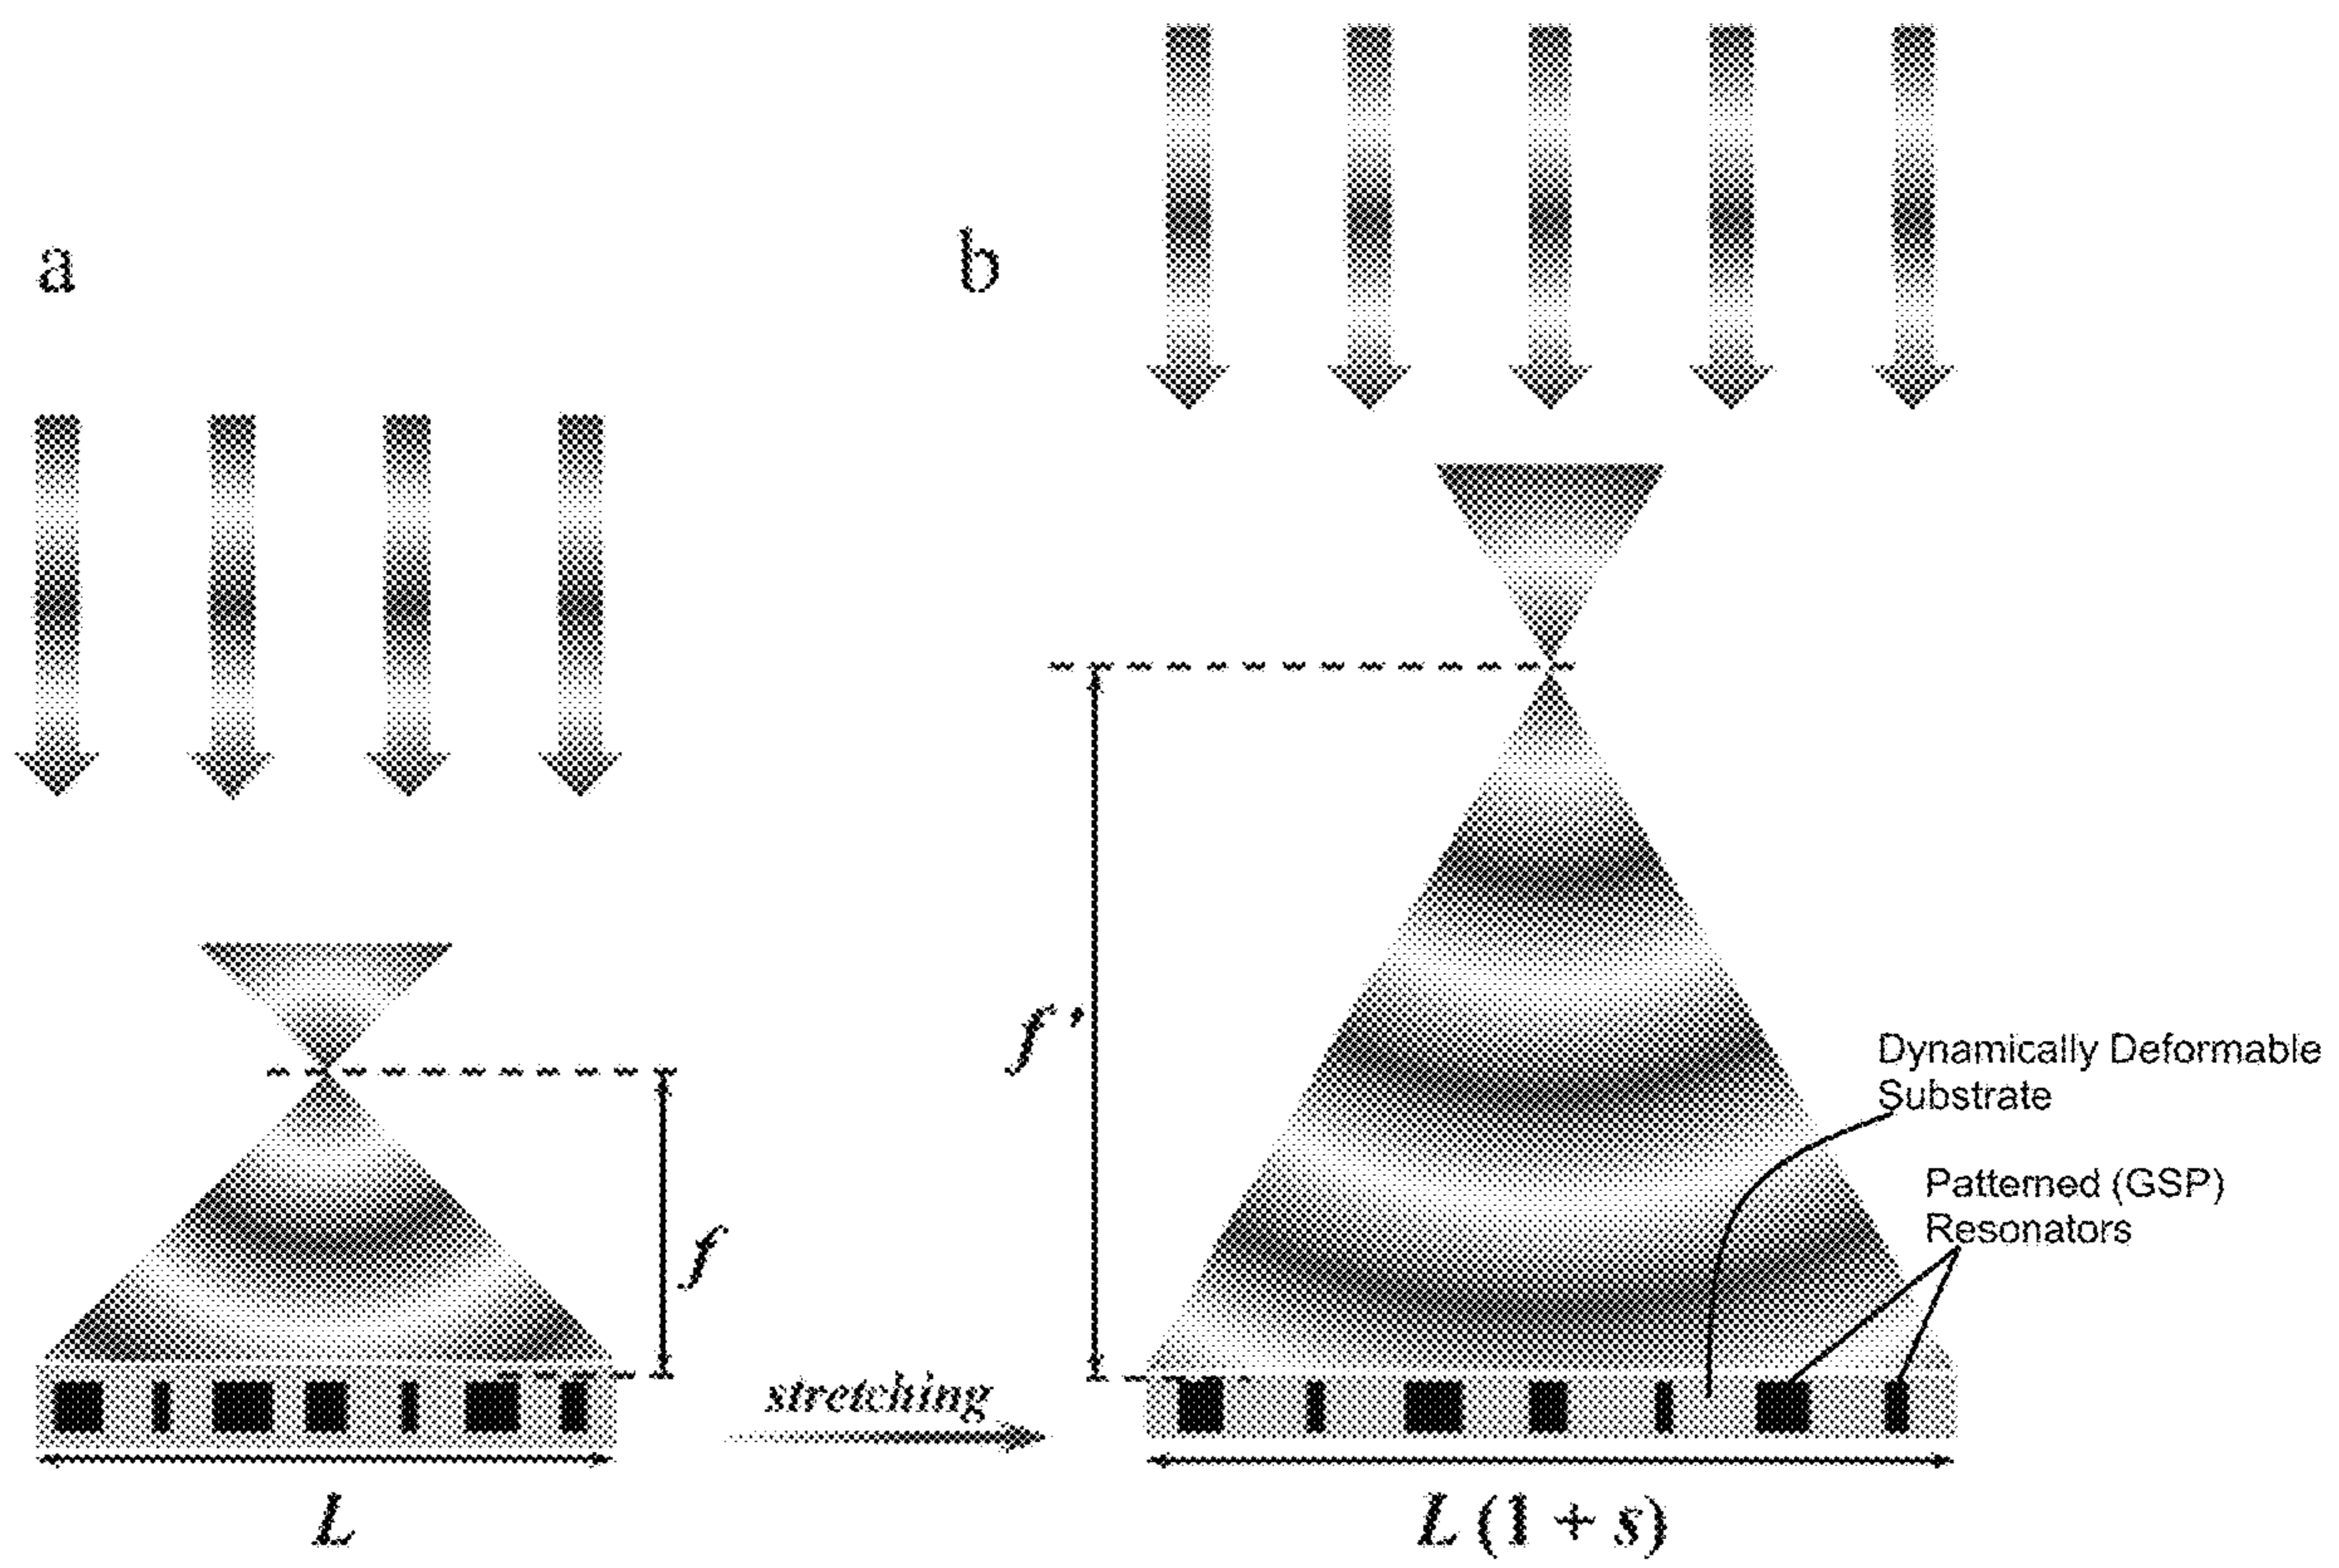 a
b
f
f'
Dynamically Deformable
Substrate
Patterned (GSP)
Resonators
stretching
L
L (1 + s)